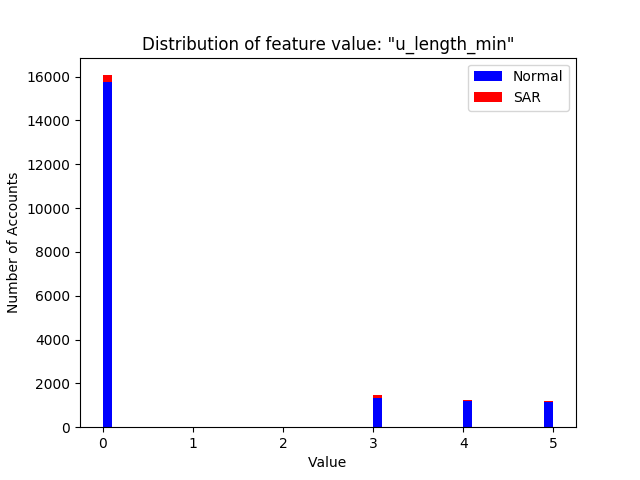 Distribution of feature value: "u_length_min"
Normal
SAR
Number of Accounts
16000
14000
12000
10000
8000
6000
4000
2000
0
0 1 2 3 4 5
Value